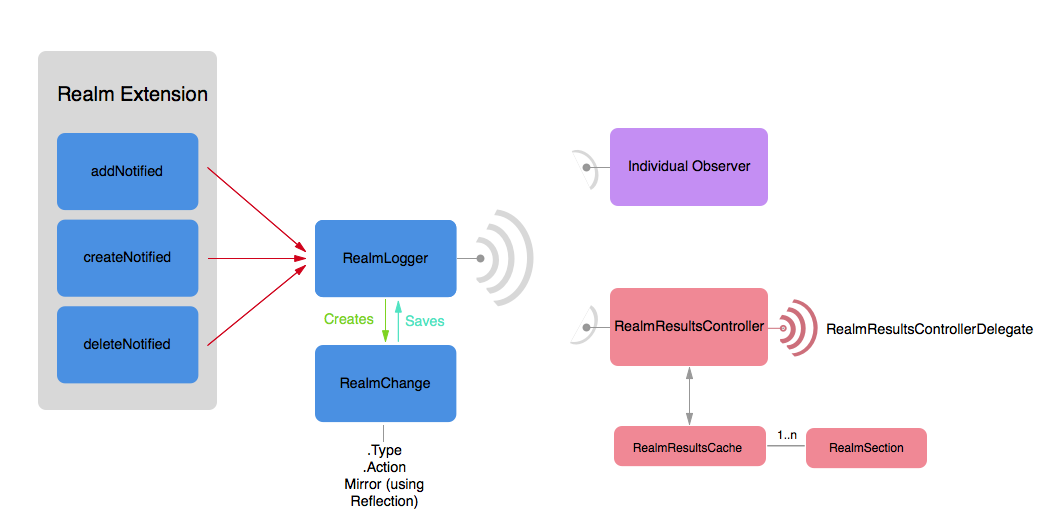 Realm Extension
addNotified
createNotified
deleteNotified
RealmLogger
Creates
Saves
RealmChange
.Type
.Action
Mirror (using
Reflection)
Individual Observer
RealmResultsController
RealmResultsControllerDelegate
RealmResultsCache
1..n
RealmSection